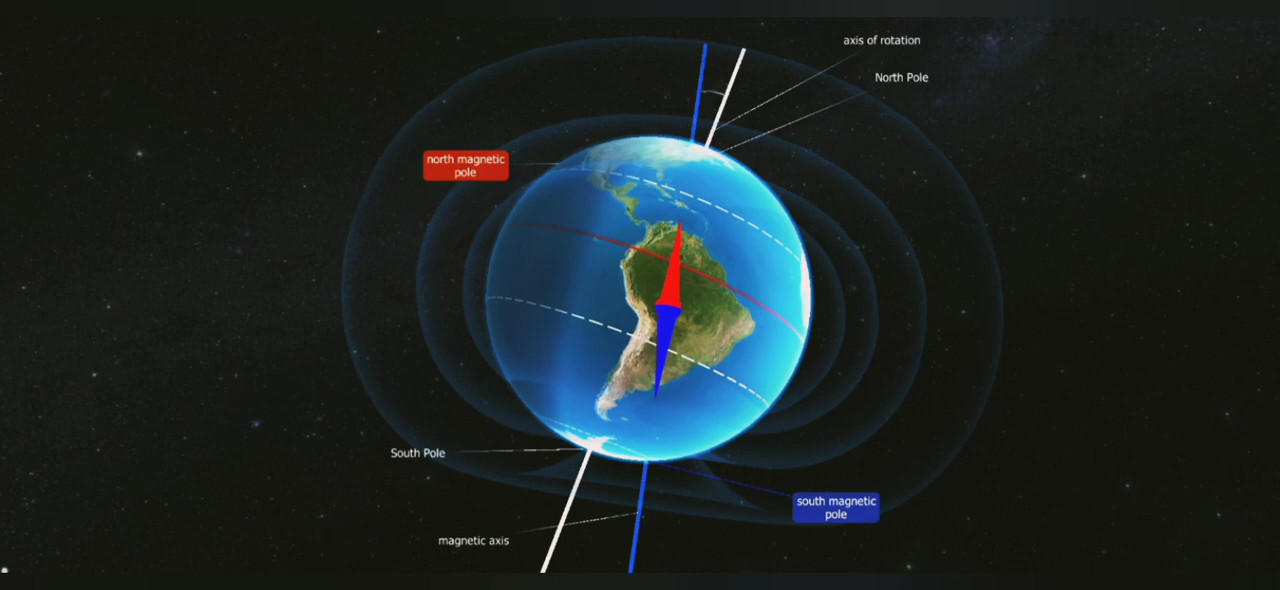 axis of rotation
North Pole
north magnetic
pole
South Pole
south magnetic
pole
magnetic axis